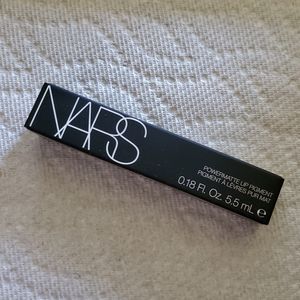 NARS
POWERMATTE LIP PIGMENT
PIGMENT À LÈVRES PUR MAT
0.18 Fl. Oz. 5.5 mL ℮